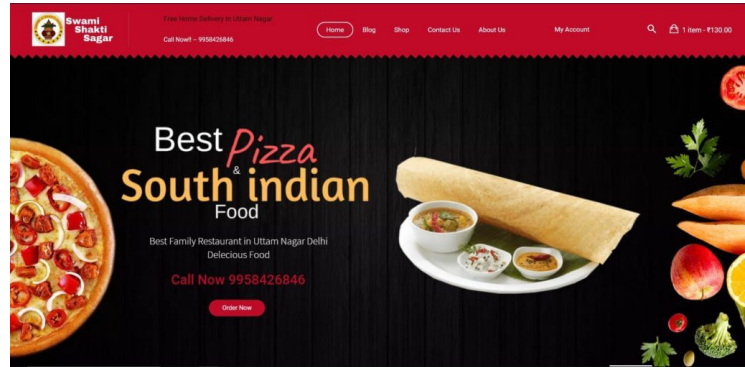 Swami
Shakti
Sagar
Free Home Delivery In Uttam Nagar
Call Now!! – 9958426846
Home
Blog
Shop
Contact Us
About Us
My Account
1 item - ₹130.00
Best Pizza
&
South indian
Food
Best Family Restaurant in Uttam Nagar Delhi
Delecious Food
Call Now 9958426846
Order Now